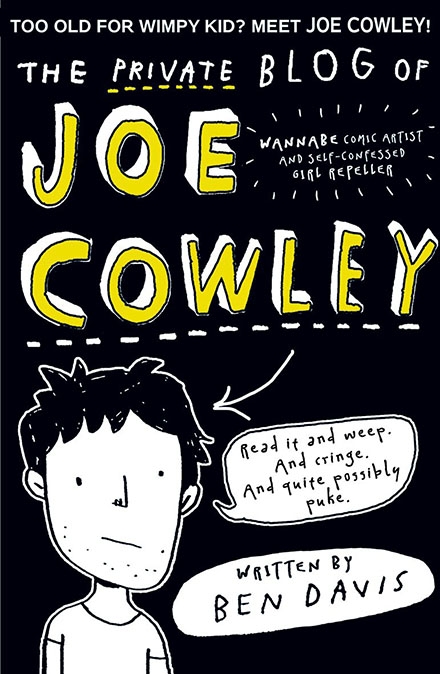 TOO OLD FOR WIMPY KID? MEET JOE COWLEY!
THE PRIVATE BLOG OF
JOE
WANNABE COMIC ARTIST
AND SELF-CONFESSED
GIRL REPELLER
COWLEY
Read it and weep.
And cringe.
And quite possibly
puke.
WRITTEN BY
BEN DAVIS